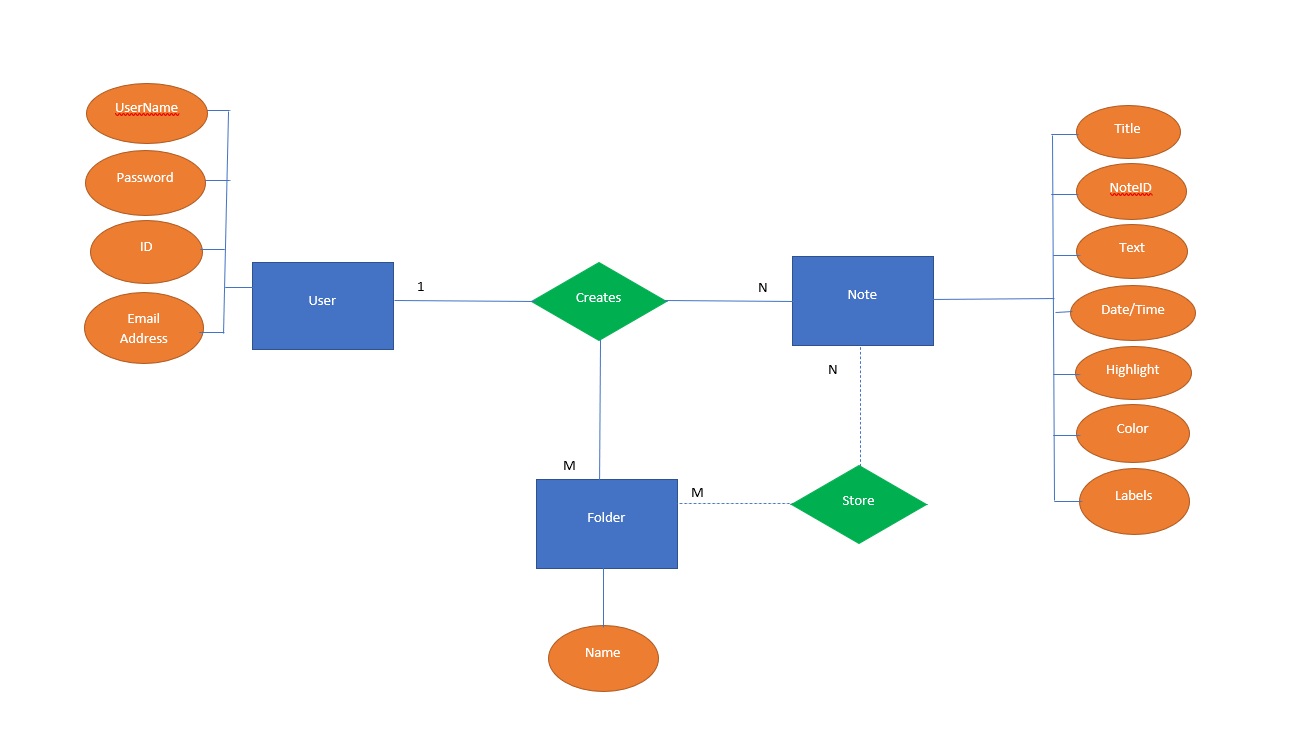 UserName
Password
ID
Email
Address
User
1
Creates
N
Note
Title
NoteID
Text
Date/Time
Highlight
Color
Labels
N
M
M
Folder
Store
Name